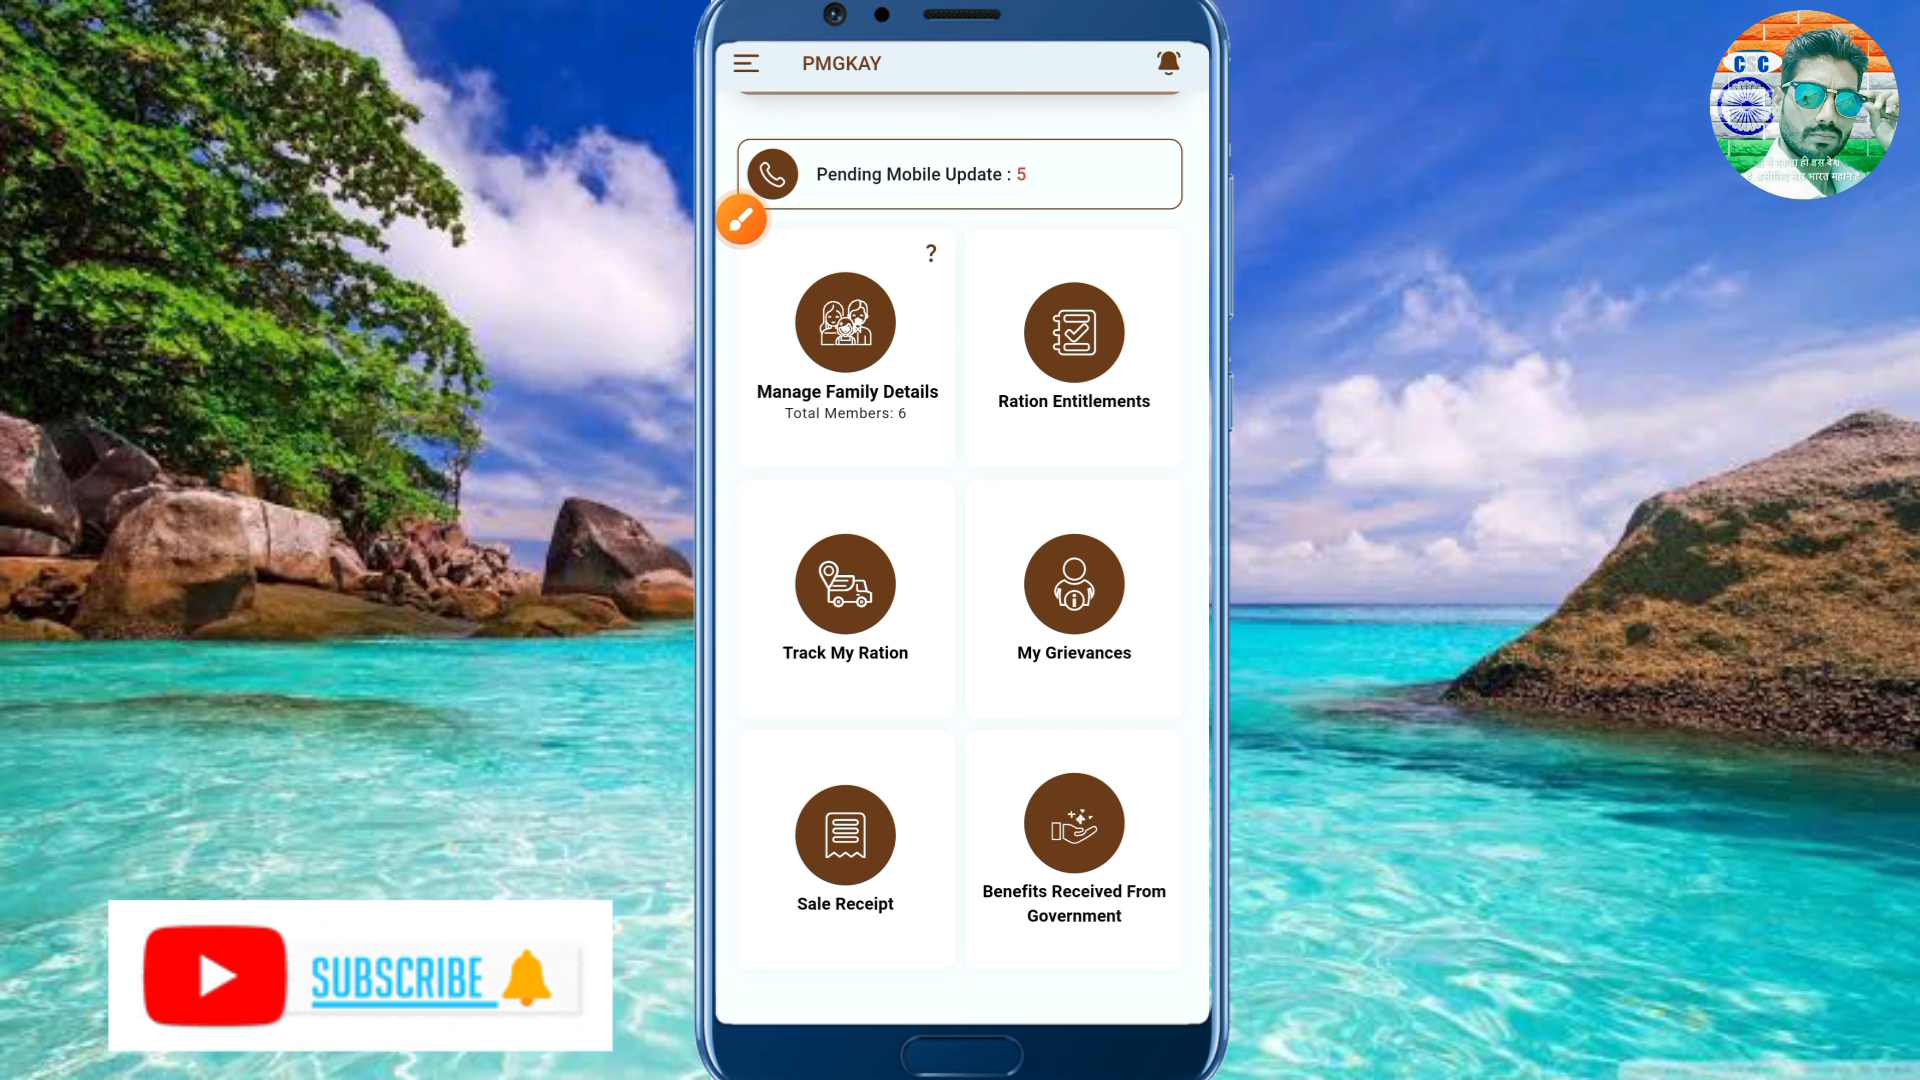 PMGKAY
CSC
Pending Mobile Update : 5
?
Manage Family Details
Total Members: 6
Ration Entitlements
Track My Ration
My Grievances
Sale Receipt
Benefits Received From
Government
SUBSCRIBE